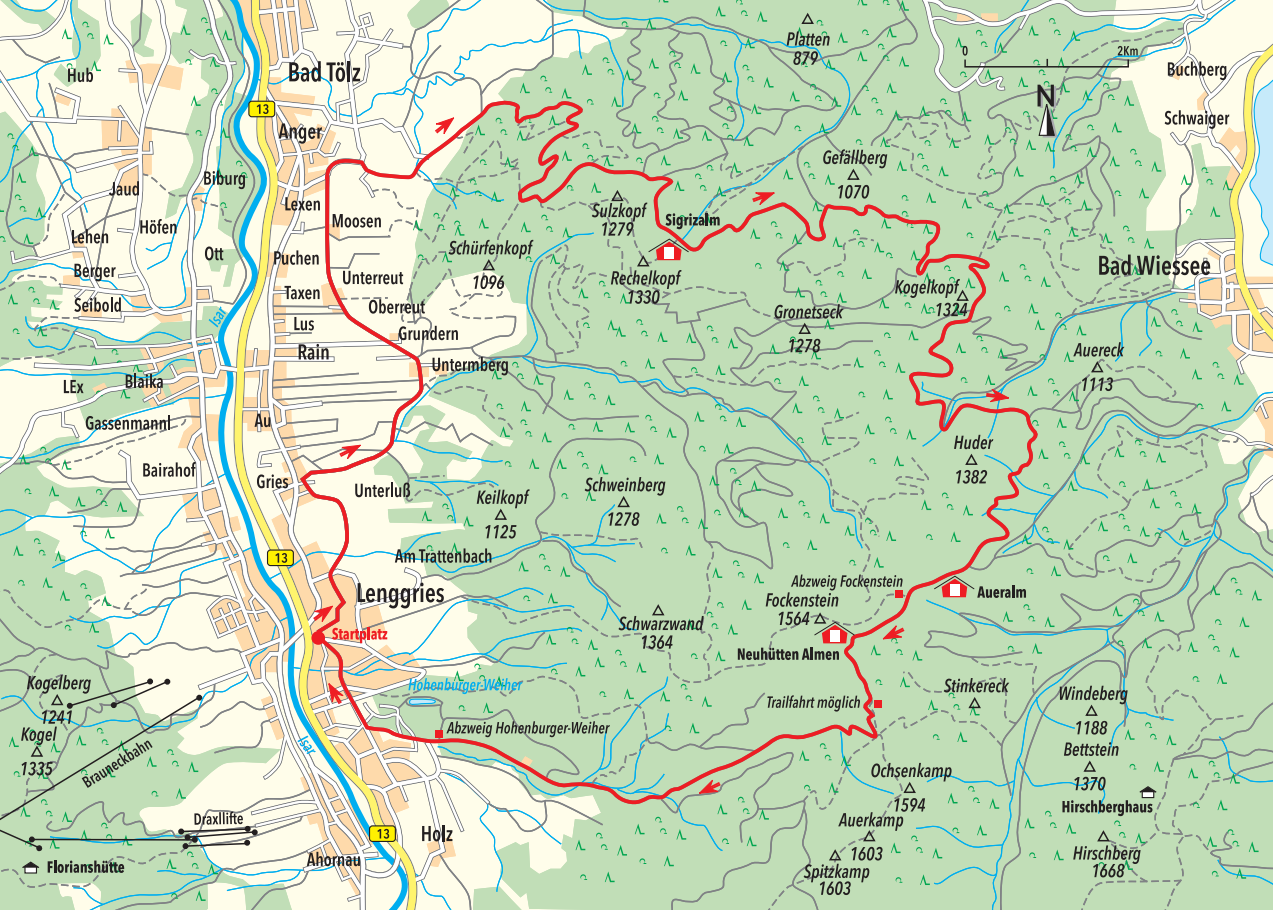 Platten
879
0
2Km
Hub
Bad Tölz
Buchberg
N
13
Schwaiger
Anger
Gefällberg
1070
Biburg
Jaud
Lexen
Sulzkopf
1279
Sigrizalm
Moosen
Höfen
Lehen
Ott
Puchen
Schürfenkopf
1096
Bad Wiessee
Berger
Unterreut
Rechelkopf
1330
Kogelkopf
1324
Taxen
Seibold
Oberreut
Gronetseck
1278
Isar
Lus
Grundern
Rain
Auereck
1113
Untermberg
LEx
Blaika
Gassenmannl
Au
Huder
1382
Bairahof
Gries
Unterluß
Keilkopf
1125
Schweinberg
1278
13
Am Trattenbach
Abzweig Fockenstein
Aueralm
Lenggries
Fockenstein
1564
Startplatz
Schwarzwand
1364
Neuhütten Almen
Kogelberg
1241
Hohenburger-Weiher
Stinkereck
Windeberg
1188
Trailfahrt möglich
Kogel
1335
Isar
Abzweig Hohenburger-Weiher
Bettstein
1370
Brauneckbahn
Ochsenkamp
1594
Hirschberghaus
Draxllifte
13
Holz
Auerkamp
1603
Hirschberg
1668
Ahornau
Florianshütte
Spitzkamp
1603